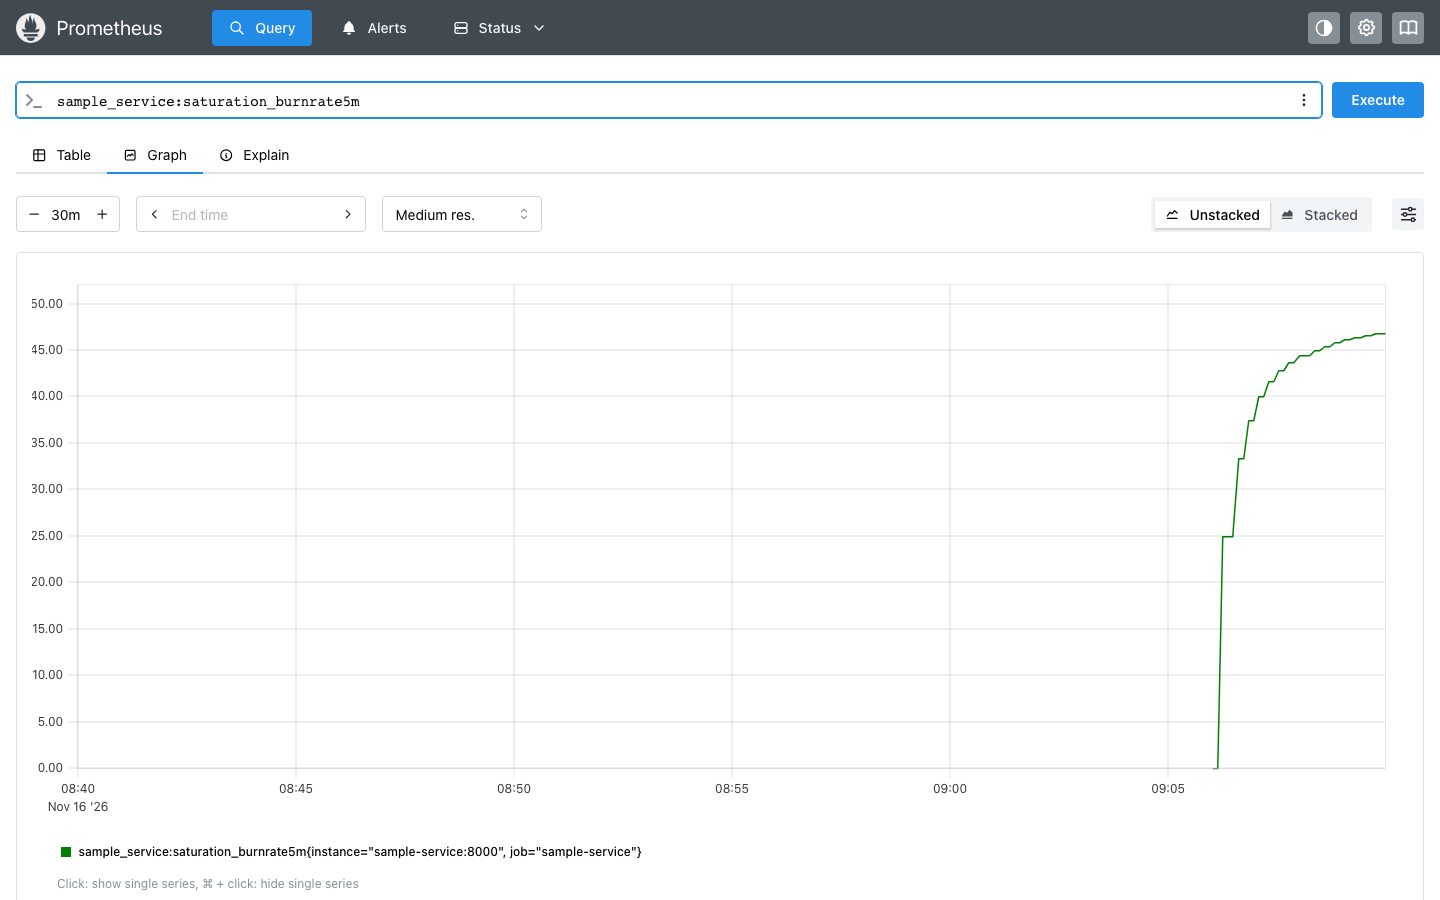 Prometheus
Query
Alerts
Status
>_ sample_service:saturation_burnrate5m
Execute
Table
Graph
Explain
− 30m +
End time
Medium res.
Unstacked
Stacked
50.00
45.00
40.00
35.00
30.00
25.00
20.00
15.00
10.00
5.00
0.00
08:40 08:45 08:50 08:55 09:00 09:05
Nov 16 '26
sample_service:saturation_burnrate5m{instance="sample-service:8000", job="sample-service"}
Click: show single series, ⌘ + click: hide single series